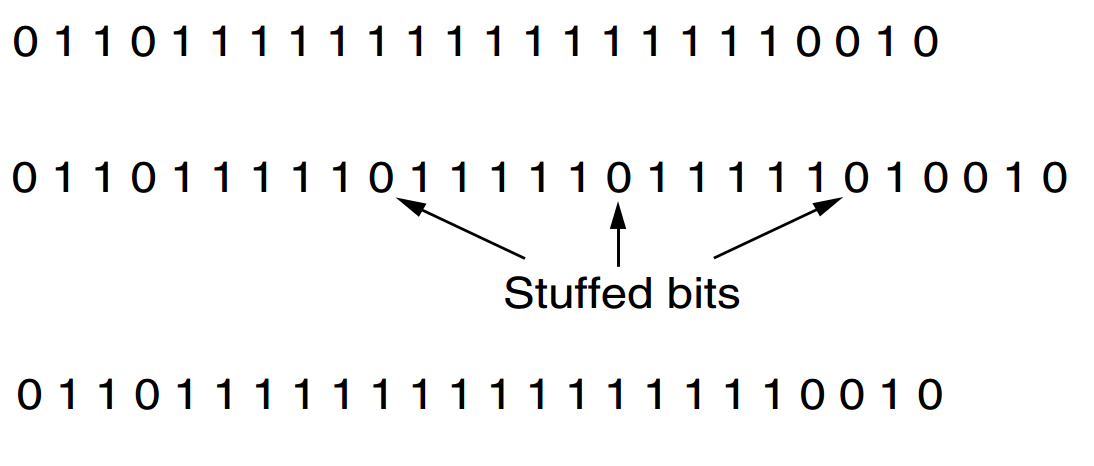 0 1 1 0 1 1 1 1 1 1 1 1 1 1 1 1 1 1 1 1 0 0 1 0
0 1 1 0 1 1 1 1 1 0 1 1 1 1 1 0 1 1 1 1 1 0 1 0 0 1 0
Stuffed bits
0 1 1 0 1 1 1 1 1 1 1 1 1 1 1 1 1 1 1 1 0 0 1 0